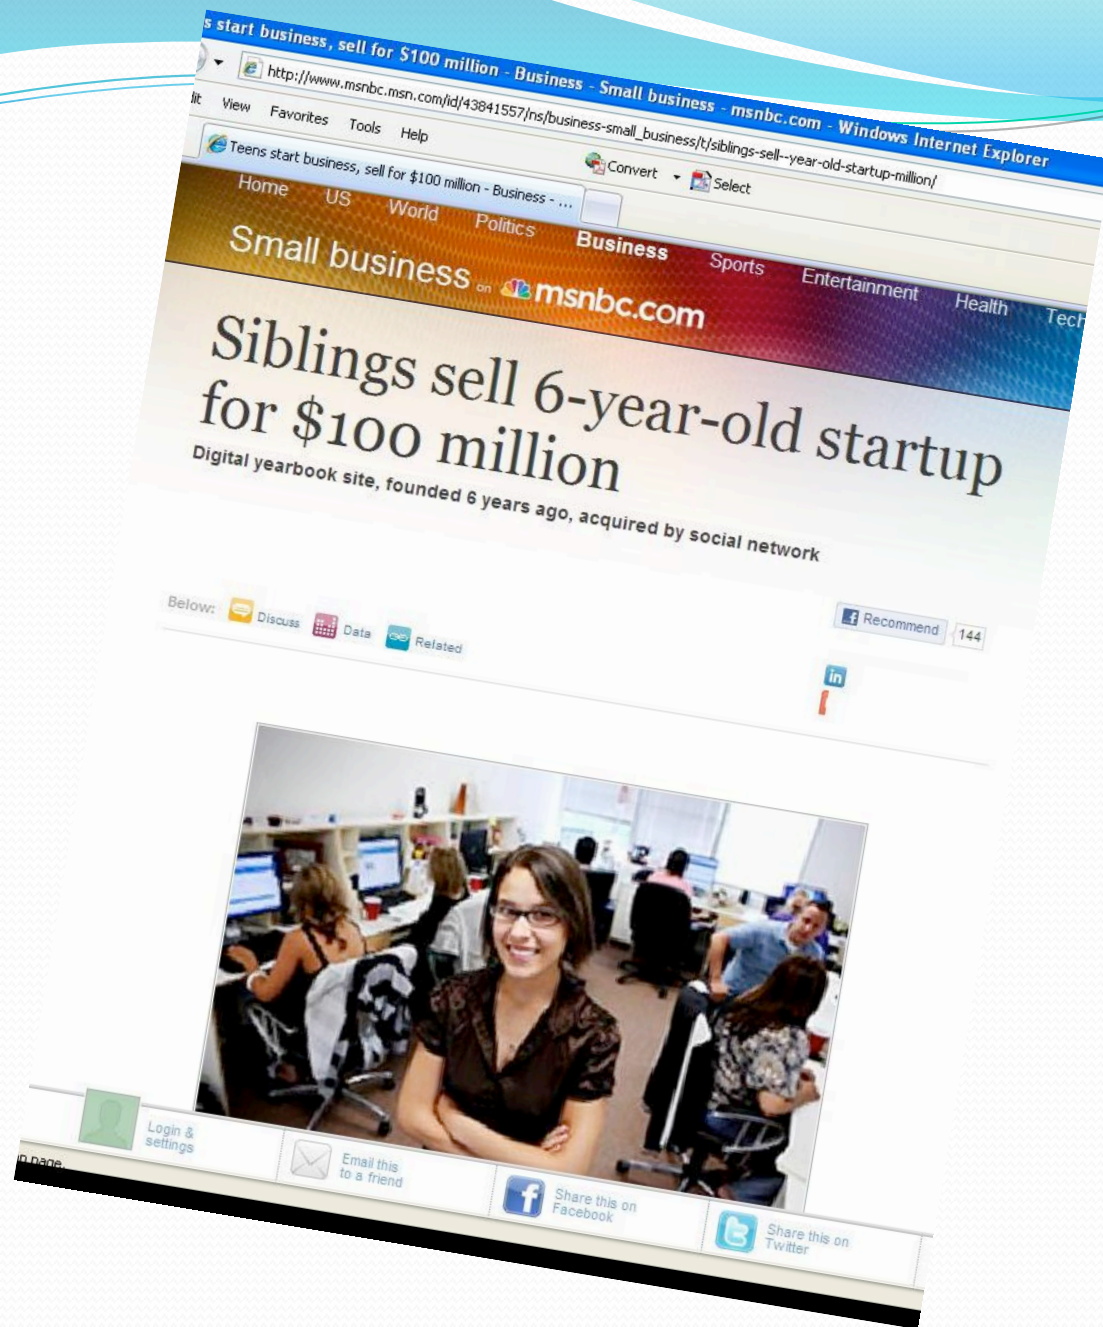 s start business, sell for $100 million - Business - Small business - msnbc.com - Windows Internet Explorer
http://www.msnbc.msn.com/id/43841557/ns/business-small_business/t/siblings-sell--year-old-startup-million/
it View Favorites Tools Help
Convert Select
Teens start business, sell for $100 million - Business - ...
Home US World Politics Business Sports Entertainment Health Tech
Small business on msnbc.com
Siblings sell 6-year-old startup
for $100 million
Digital yearbook site, founded 6 years ago, acquired by social network
Below: Discuss Data Related
Recommend 144
in
Login &
settings
Email this
to a friend
Share this on
Facebook
Share this on
Twitter
n page.